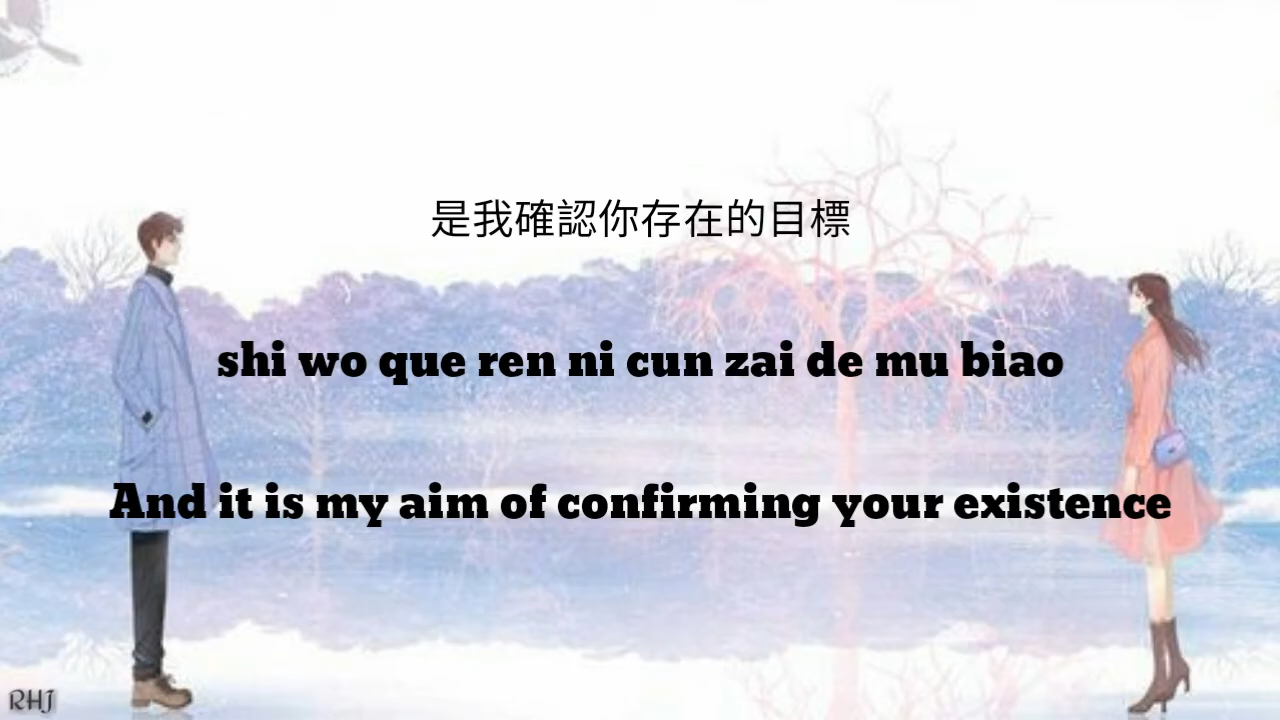 是我確認你存在的目標
shi wo que ren ni cun zai de mu biao
And it is my aim of confirming your existence
RHJ